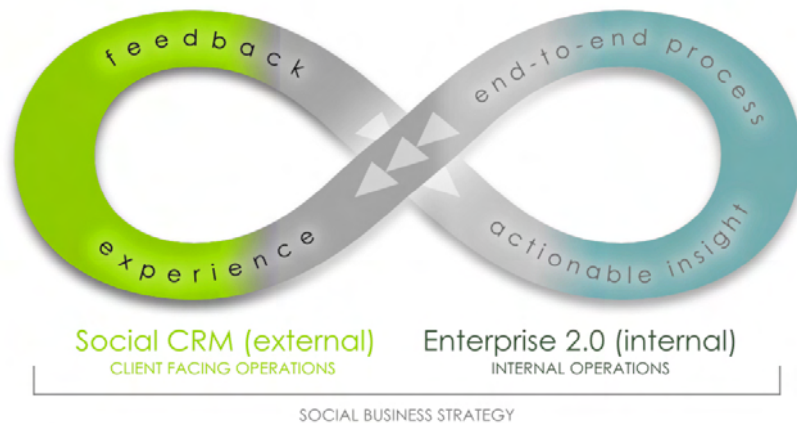 feedback
end-to-end process
experience
actionable insight
Social CRM (external)
CLIENT FACING OPERATIONS
Enterprise 2.0 (internal)
INTERNAL OPERATIONS
SOCIAL BUSINESS STRATEGY